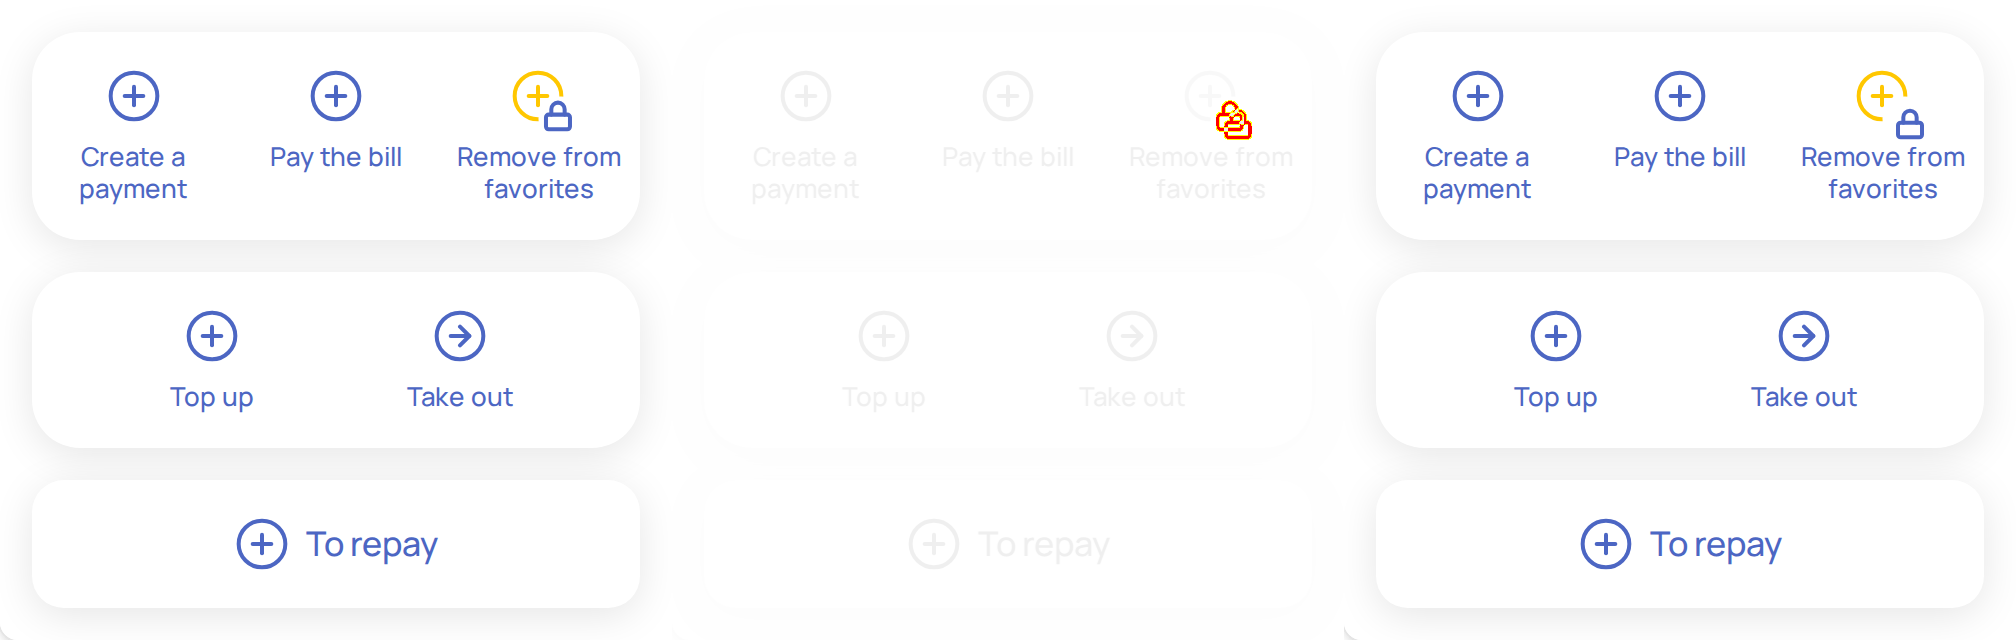 Create a
payment
Pay the bill
Remove from
favorites
Top up
Take out
To repay
Create a
payment
Pay the bill
Remove from
favorites
Top up
Take out
To repay
Create a
payment
Pay the bill
Remove from
favorites
Top up
Take out
To repay